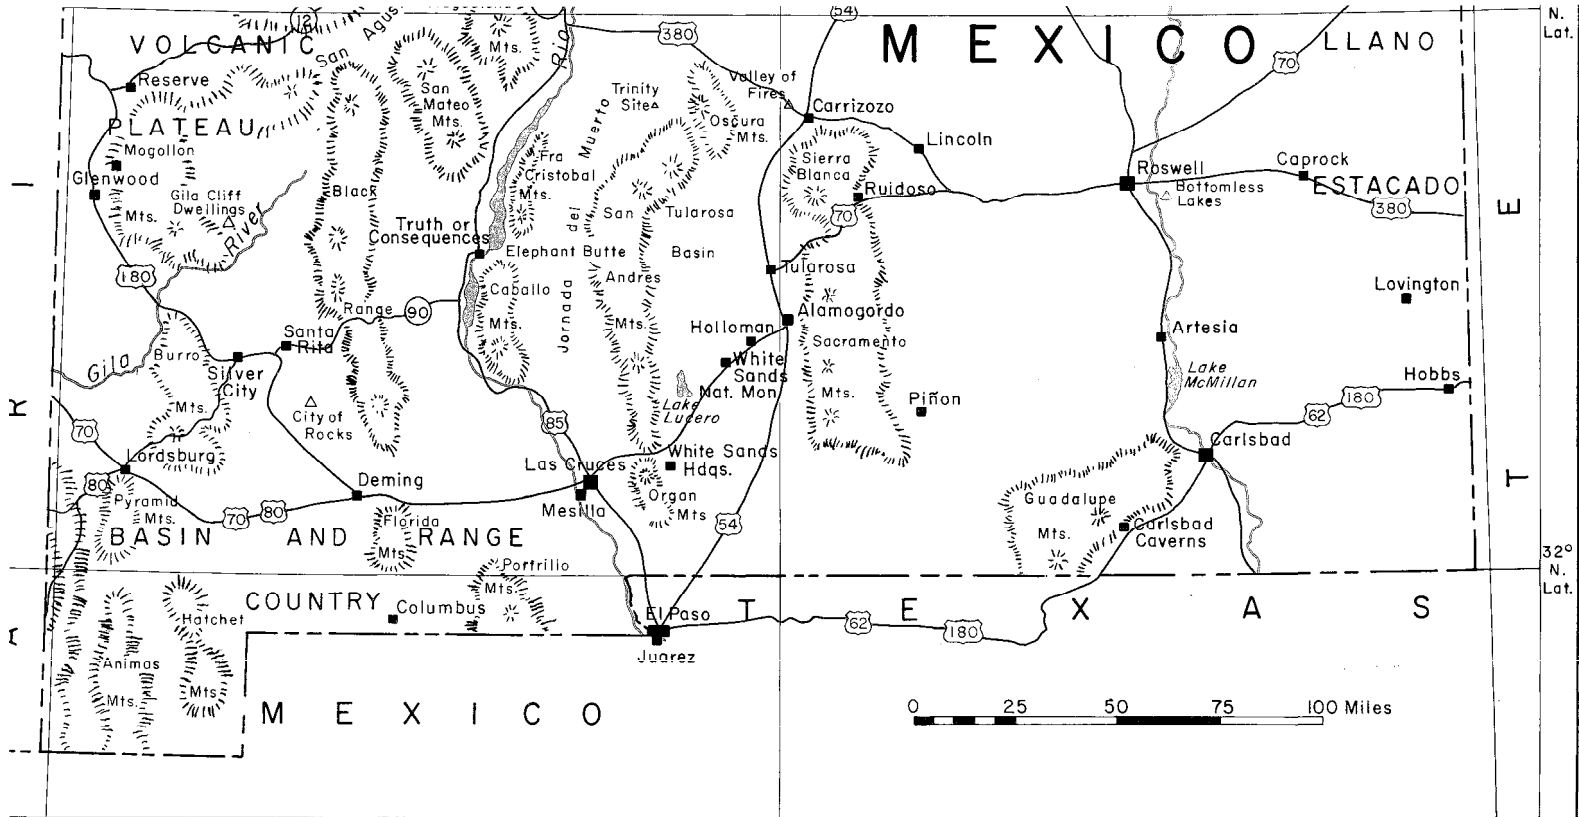 12
Agus
54
N.
Lat.
VOLCANIC
San
Mts.
Rio
380
MEXICO
LLANO
70
Reserve
San
Mateo
Mts.
Trinity
Site
Valley of
Fires
Carrizozo
Muerto
Oscura
Mts.
PLATEAU
Mogollon
Lincoln
Fra
Cristobal
Mts.
Sierra
Blanca
Roswell
Caprock
Glenwood
Gila Cliff
Dwellings
Mts.
River
Black
Truth or
Consequences
del
San
Tularosa
Ruidoso
70
Bottomless
Lakes
ESTACADO
380
E
I
Elephant Butte
Basin
Tularosa
180
Caballo
Mts.
Andres
Mts.
Jornada
Range
90
Alamogordo
Lovington
Holloman
Santa
Rita
Burro
Gila
Silver
City
White
Sands
Nat. Mon.
Sacramento
Mts.
Artesia
Lake
McMillan
Hobbs
R
Mts.
City of
Rocks
Lake
Lucero
Piñon
180
62
70
85
Carlsbad
Lordsburg
Las Cruces
White Sands
Hdqs.
80
Deming
Pyramid
Mts.
70
80
Mesilla
Organ
Mts
54
Guadalupe
Mts.
Carlsbad
Caverns
T
BASIN AND RANGE
Florida
Mts
32°
N.
Lat.
Portrillo
Mts.
COUNTRY
Columbus
El Paso
TEXAS
62
180
Hatchet
Mts
A
Juarez
Animas
Mts.
MEXICO
0 25 50 75 100 Miles